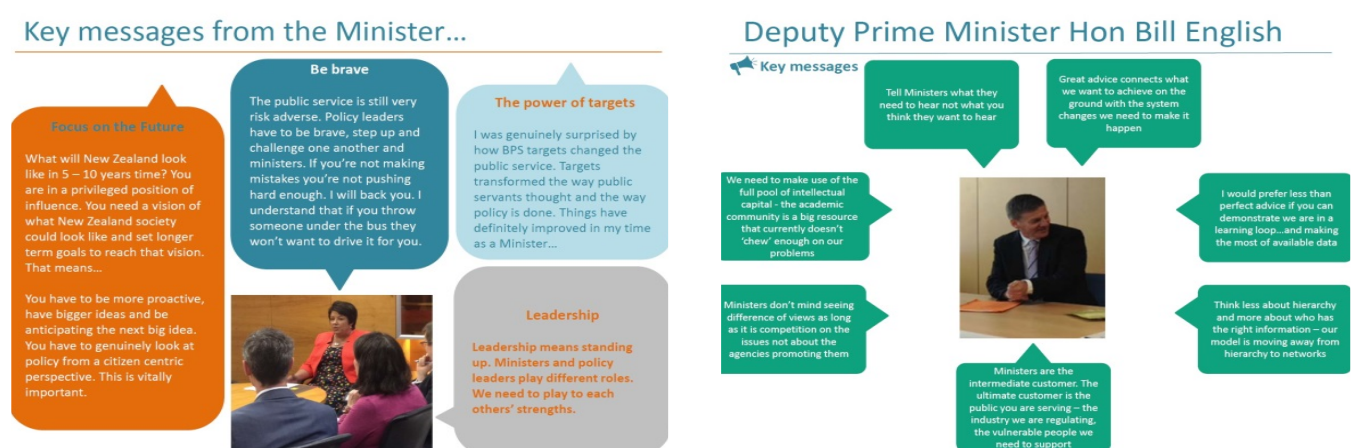 Key messages from the Minister...
Focus on the Future
What will New Zealand look
like in 5 – 10 years time? You
are in a privileged position of
influence. You need a vision of
what New Zealand society
could look like and set longer
term goals to reach that vision.
That means...
You have to be more proactive,
have bigger ideas and be
anticipating the next big idea.
You have to genuinely look at
policy from a citizen centric
perspective. This is vitally
important.
Be brave
The public service is still very
risk adverse. Policy leaders
have to be brave, step up and
challenge one another and
ministers. If you’re not making
mistakes you’re not pushing
hard enough. I will back you. I
understand that if you throw
someone under the bus they
won’t want to drive it for you.
The power of targets
I was genuinely surprised by
how BPS targets changed the
public service. Targets
transformed the way public
servants thought and the way
policy is done. Things have
definitely improved in my time
as a Minister...
Leadership
Leadership means standing
up. Ministers and policy
leaders play different roles.
We need to play to each
others’ strengths.
Deputy Prime Minister Hon Bill English
Key messages
Tell Ministers what they
need to hear not what you
think they want to hear
Great advice connects what
we want to achieve on the
ground with the system
changes we need to make it
happen
We need to make use of the
full pool of intellectual
capital - the academic
community is a big resource
that currently doesn’t
‘chew’ enough on our
problems
I would prefer less than
perfect advice if you can
demonstrate we are in a
learning loop...and making
the most of available data
Ministers don’t mind seeing
difference of views as long
as it is competition on the
issues not about the
agencies promoting them
Think less about hierarchy
and more about who has
the right information – our
model is moving away from
hierarchy to networks
Ministers are the
intermediate customer. The
ultimate customer is the
public you are serving – the
industry we are regulating,
the vulnerable people we
need to support